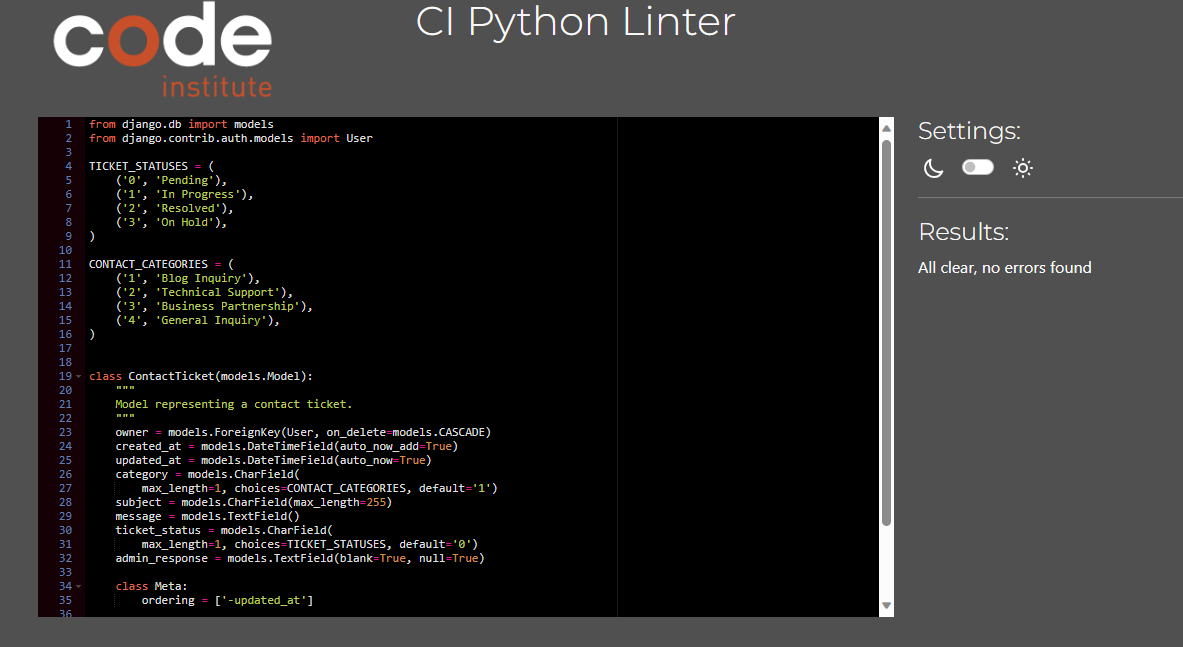 code
institute
CI Python Linter
1 from django.db import models
2 from django.contrib.auth.models import User
3
4 TICKET_STATUSES = (
5     ('0', 'Pending'),
6     ('1', 'In Progress'),
7     ('2', 'Resolved'),
8     ('3', 'On Hold'),
9 )
10
11 CONTACT_CATEGORIES = (
12     ('1', 'Blog Inquiry'),
13     ('2', 'Technical Support'),
14     ('3', 'Business Partnership'),
15     ('4', 'General Inquiry'),
16 )
17
18
19 class ContactTicket(models.Model):
20     """
21     Model representing a contact ticket.
22     """
23     owner = models.ForeignKey(User, on_delete=models.CASCADE)
24     created_at = models.DateTimeField(auto_now_add=True)
25     updated_at = models.DateTimeField(auto_now=True)
26     category = models.CharField(
27         max_length=1, choices=CONTACT_CATEGORIES, default='1')
28     subject = models.CharField(max_length=255)
29     message = models.TextField()
30     ticket_status = models.CharField(
31         max_length=1, choices=TICKET_STATUSES, default='0')
32     admin_response = models.TextField(blank=True, null=True)
33
34     class Meta:
35         ordering = ['-updated_at']
36
Settings:
Results:
All clear, no errors found